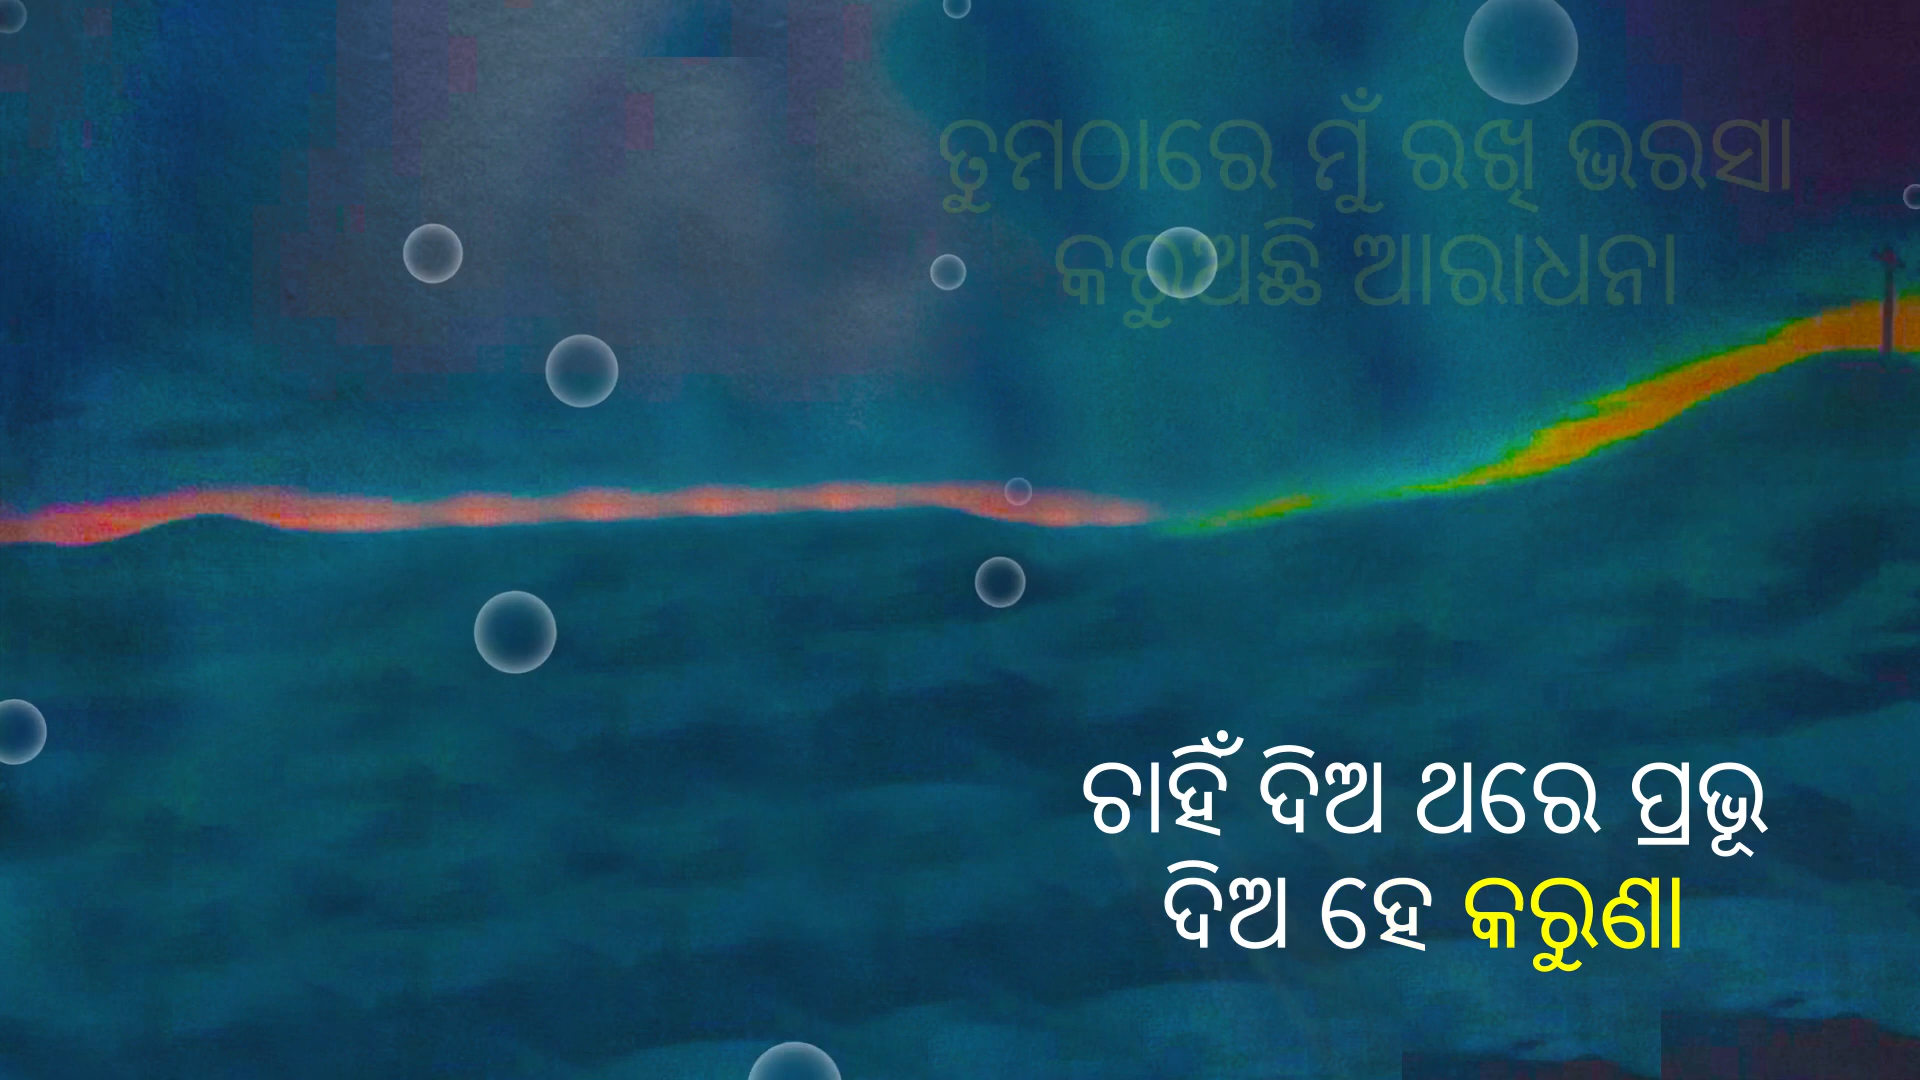 ତୁମଠାରେ ମୁଁ ରଖି ଭରସା
କରୁଅଛି ଆରାଧନା
ଚାହିଁ ଦିଅ ଥରେ ପ୍ରଭୂ
ଦିଅ ହେ କରୁଣା